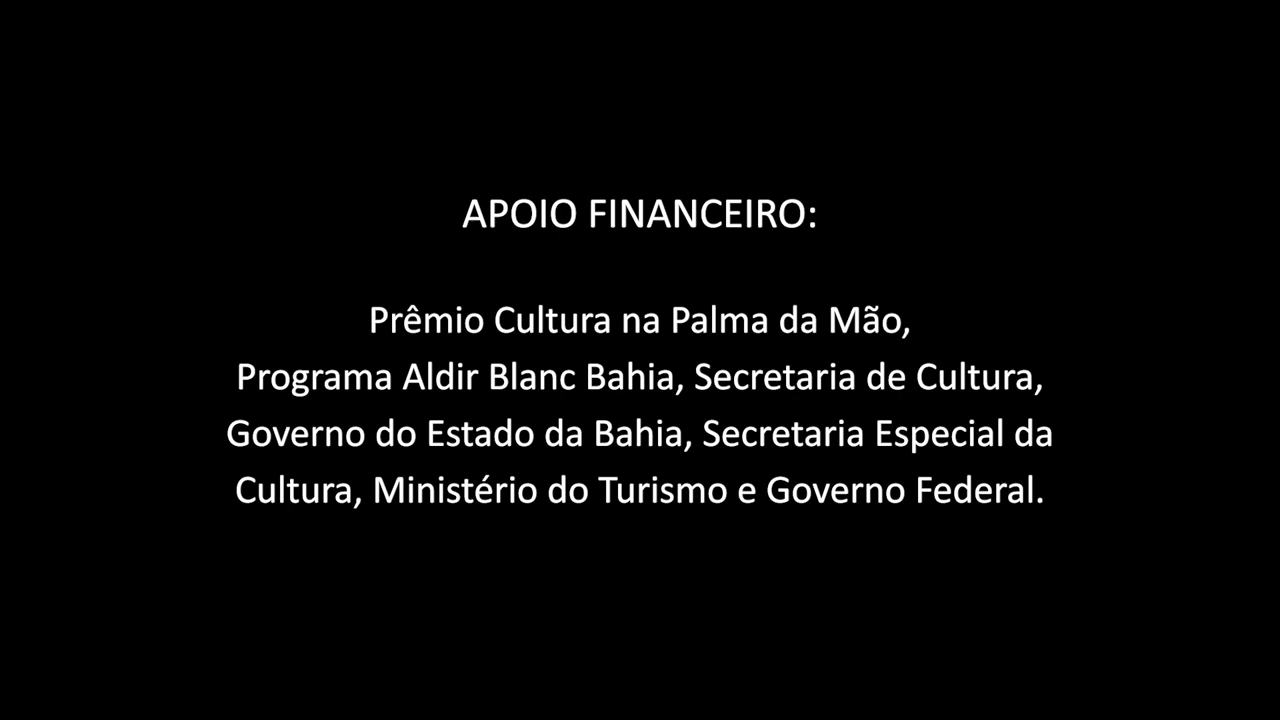 APOIO FINANCEIRO:
Prêmio Cultura na Palma da Mão,
Programa Aldir Blanc Bahia, Secretaria de Cultura,
Governo do Estado da Bahia, Secretaria Especial da
Cultura, Ministério do Turismo e Governo Federal.